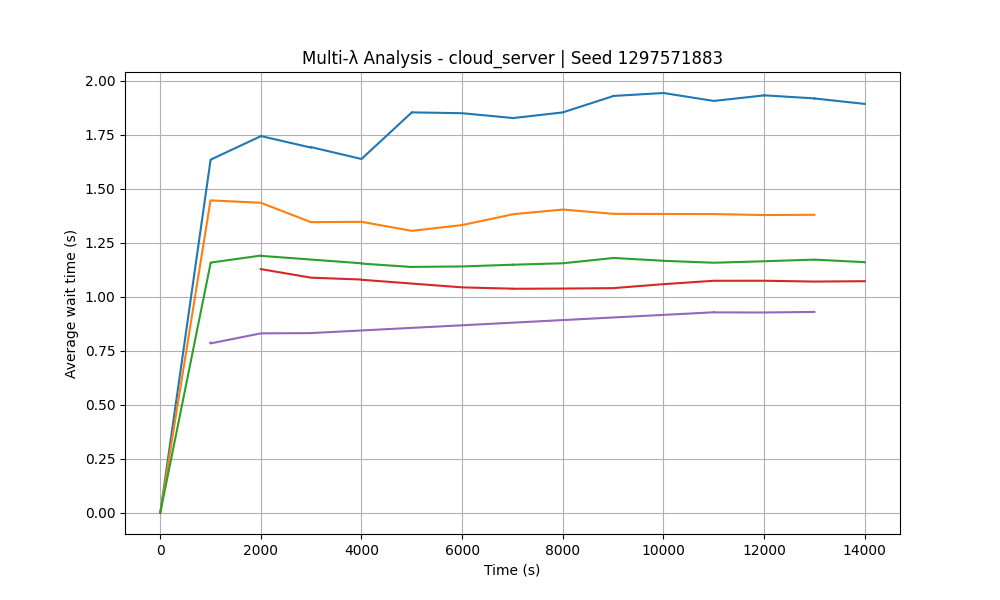 Multi-λ Analysis - cloud_server | Seed 1297571883
2.00
1.75
1.50
1.25
1.00
0.75
0.50
0.25
0.00
Average wait time (s)
0 2000 4000 6000 8000 10000 12000 14000
Time (s)